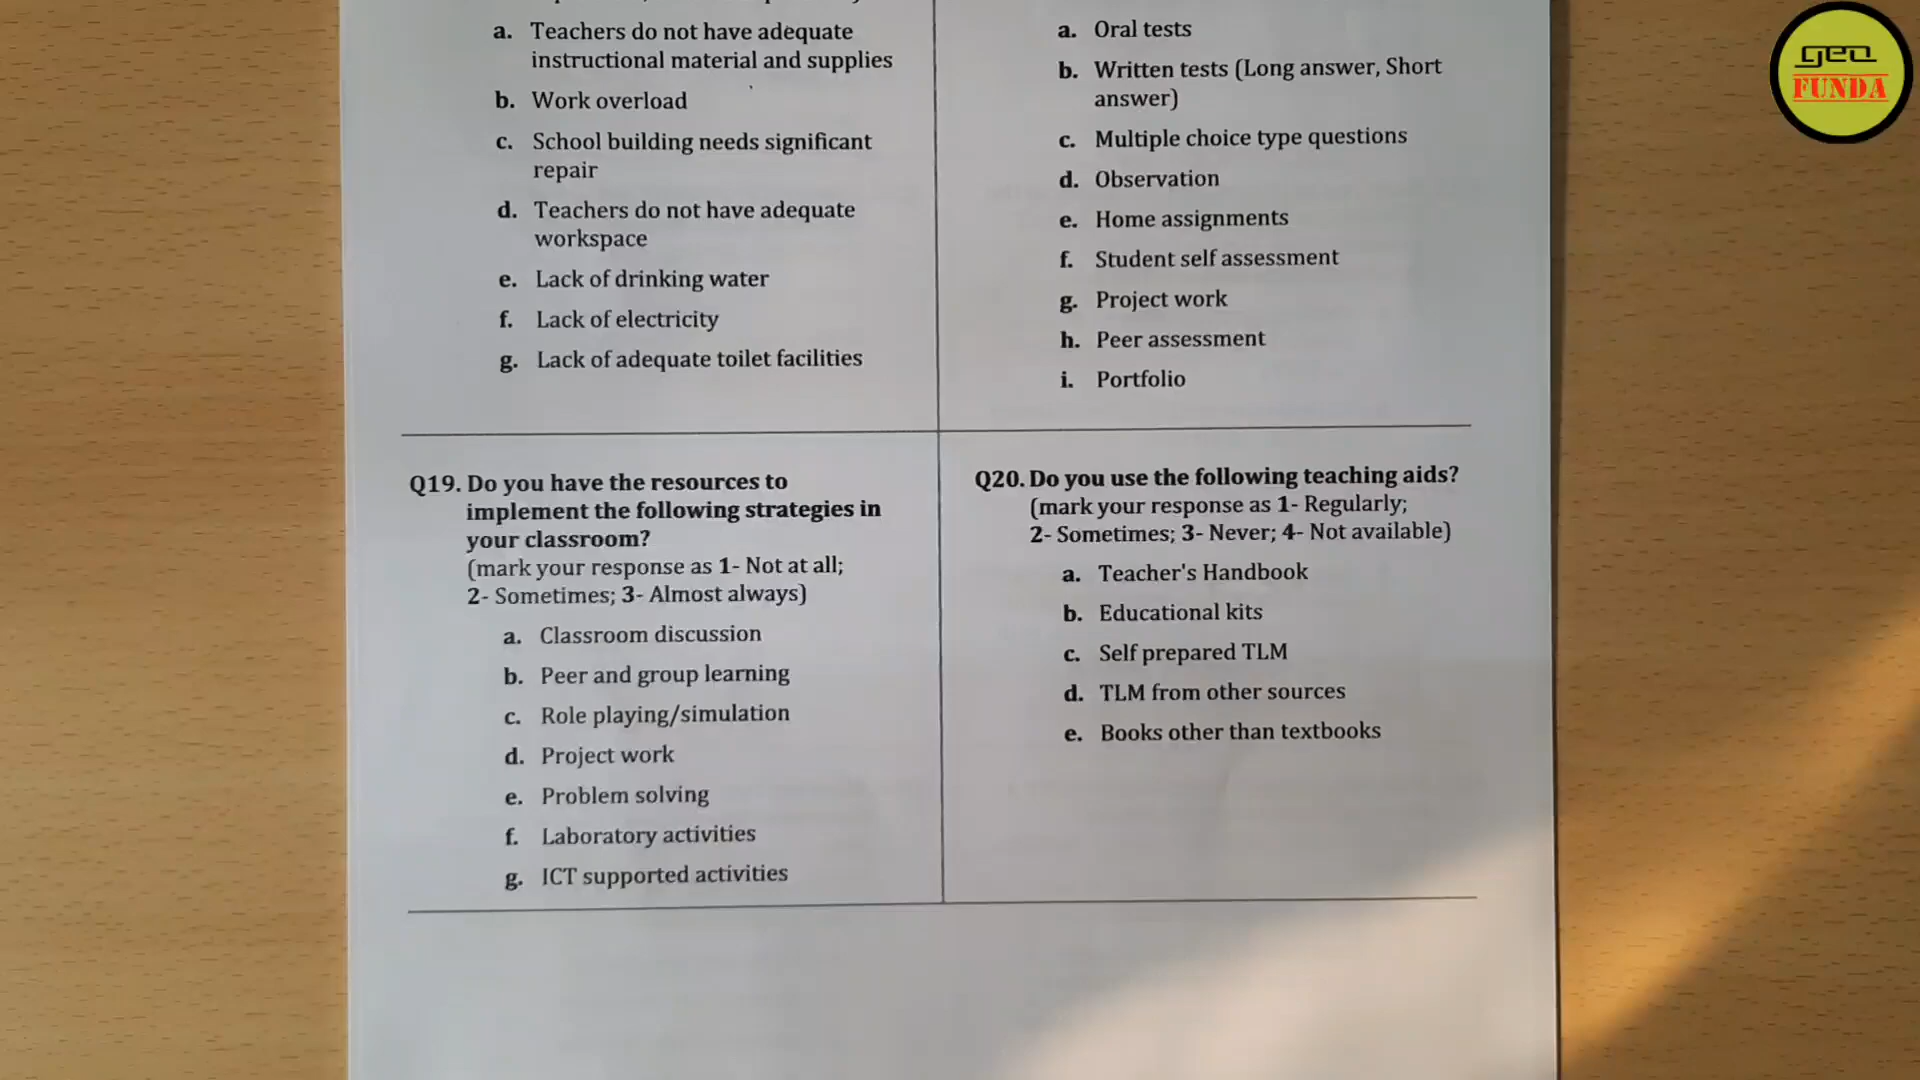 a. Teachers do not have adequate
instructional material and supplies
b. Work overload
c. School building needs significant
repair
d. Teachers do not have adequate
workspace
e. Lack of drinking water
f. Lack of electricity
g. Lack of adequate toilet facilities
a. Oral tests
b. Written tests (Long answer, Short
answer)
c. Multiple choice type questions
d. Observation
e. Home assignments
f. Student self assessment
g. Project work
h. Peer assessment
i. Portfolio
Q19. Do you have the resources to
implement the following strategies in
your classroom?
(mark your response as 1- Not at all;
2- Sometimes; 3- Almost always)
a. Classroom discussion
b. Peer and group learning
c. Role playing/simulation
d. Project work
e. Problem solving
f. Laboratory activities
g. ICT supported activities
Q20. Do you use the following teaching aids?
(mark your response as 1- Regularly;
2- Sometimes; 3- Never; 4- Not available)
a. Teacher's Handbook
b. Educational kits
c. Self prepared TLM
d. TLM from other sources
e. Books other than textbooks
geo
FUNDA